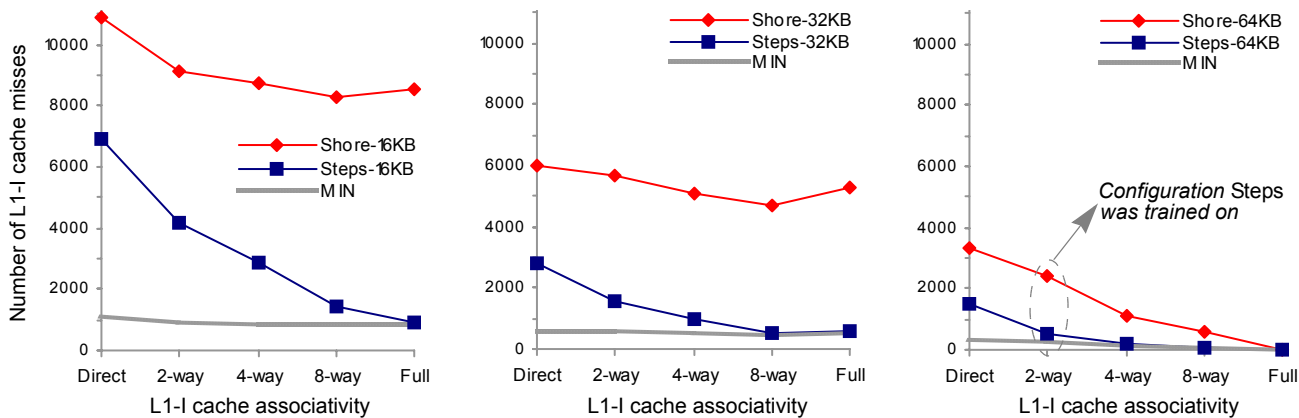 Number of L1-I cache misses
10000
8000
6000
4000
2000
0
Shore-16KB
Steps-16KB
MIN
Direct 2-way 4-way 8-way Full
L1-I cache associativity
10000
8000
6000
4000
2000
0
Shore-32KB
Steps-32KB
MIN
Direct 2-way 4-way 8-way Full
L1-I cache associativity
10000
8000
6000
4000
2000
0
Shore-64KB
Steps-64KB
MIN
Configuration Steps
was trained on
Direct 2-way 4-way 8-way Full
L1-I cache associativity